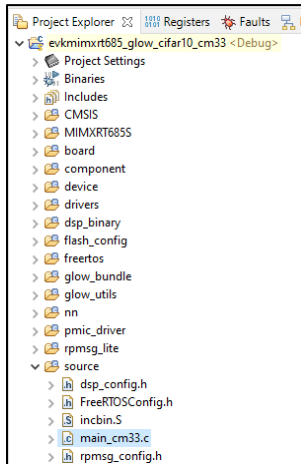 Project Explorer Registers Faults
evkmimxrt685_glow_cifar10_cm33 <Debug>
Project Settings
Binaries
Includes
CMSIS
MIMXRT685S
board
component
device
drivers
dsp_binary
flash_config
freertos
glow_bundle
glow_utils
nn
pmic_driver
rpmsg_lite
source
dsp_config.h
FreeRTOSConfig.h
incbin.S
main_cm33.c
rpmsg_config.h